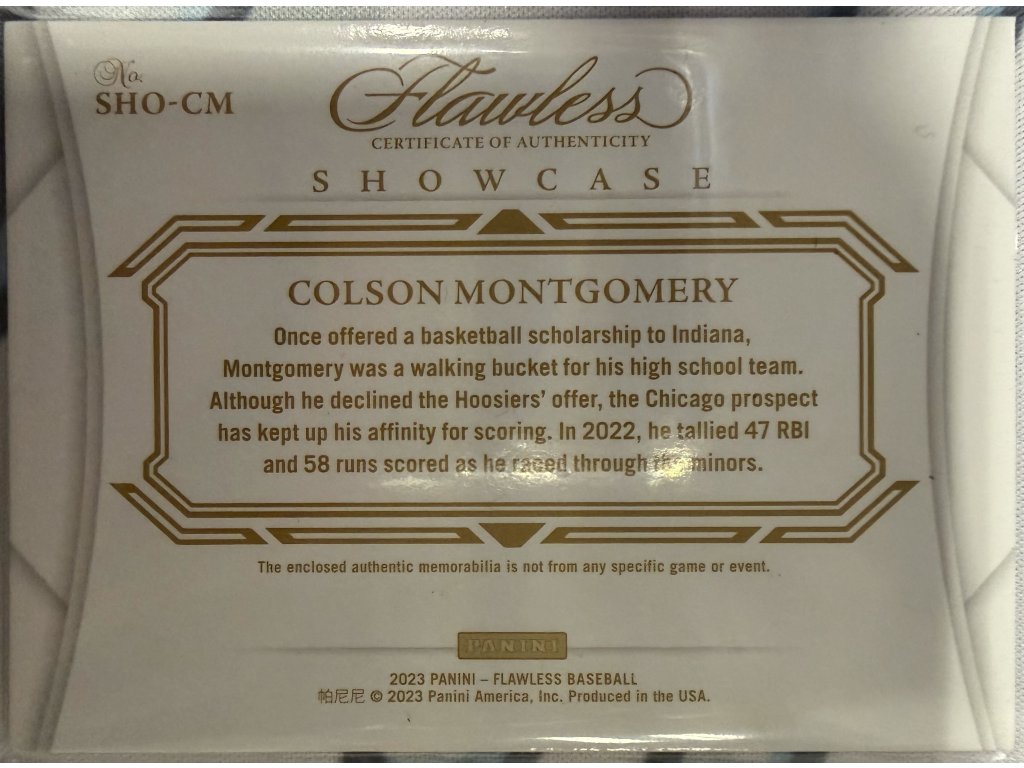 No.
SHO-CM
Flawless
CERTIFICATE OF AUTHENTICITY
SHOWCASE
COLSON MONTGOMERY
Once offered a basketball scholarship to Indiana,
Montgomery was a walking bucket for his high school team.
Although he declined the Hoosiers' offer, the Chicago prospect
has kept up his affinity for scoring. In 2022, he tallied 47 RBI
and 58 runs scored as he raced through the minors.
The enclosed authentic memorabilia is not from any specific game or event.
PANINI
2023 PANINI – FLAWLESS BASEBALL
帕尼尼 © 2023 Panini America, Inc. Produced in the USA.